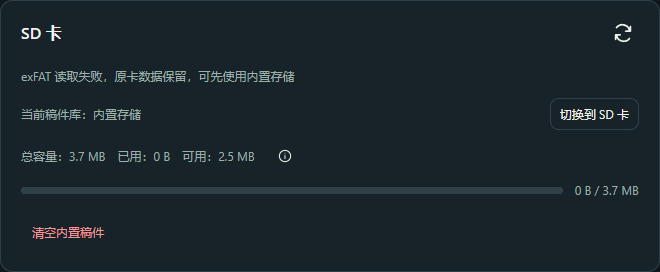 SD 卡
exFAT 读取失败，原卡数据保留，可先使用内置存储
当前稿件库：内置存储
切换到 SD 卡
总容量：3.7 MB 已用：0 B 可用：2.5 MB
0 B / 3.7 MB
清空内置稿件